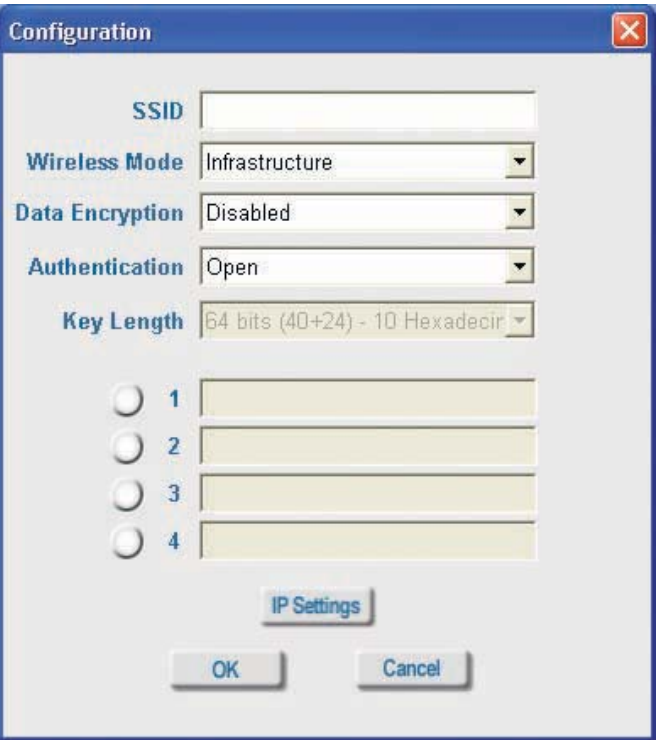 Configuration
SSID
Wireless Mode Infrastructure
Data Encryption Disabled
Authentication Open
Key Length 64 bits (40+24) - 10 Hexadecir
1
2
3
4
IP Settings
OK Cancel